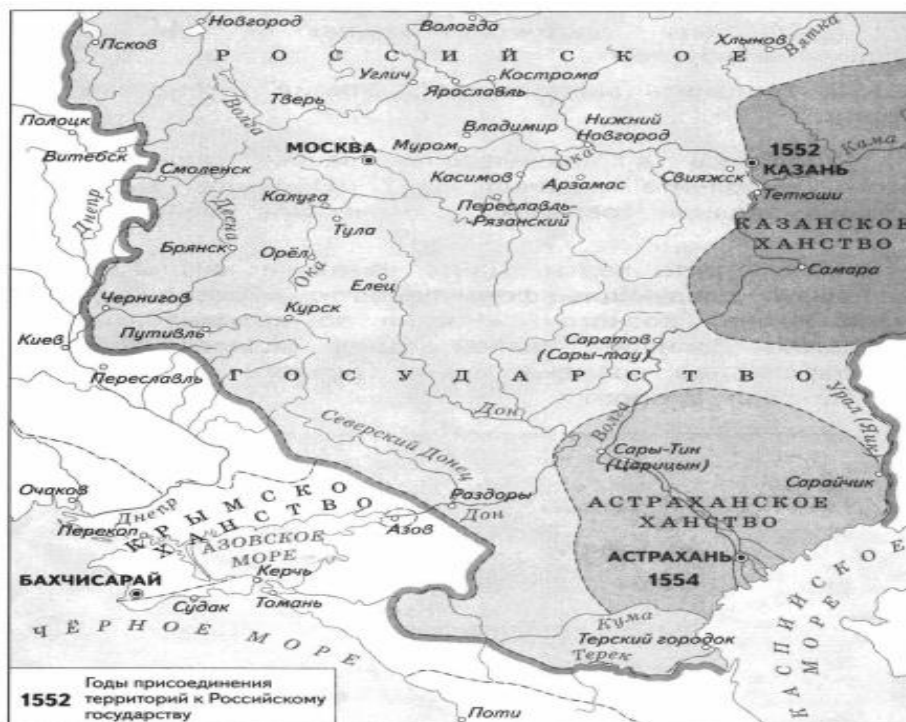 Новгород
Вологда
Хлынов
Вятка
Псков
РОССИЙСКОЕ
Углич
Кострома
Ярославль
Тверь
Волга
Полоцк
Витебск
Владимир
Нижний
Новгород
МОСКВА
Муром
Ока
1552
КАЗАНЬ
Кама
Смоленск
Касимов
Арзамас
Свияжск
Тетюши
Днепр
Десна
Калуга
Переславль-
Рязанский
Тула
КАЗАНСКОЕ
ХАНСТВО
Брянск
Орёл
Ока
Самара
Елец
Чернигов
Курск
Путивль
Киев
Саратов
(Сары-тау)
Переславль
ГОСУДАРСТВО
Урал (Яик)
Дон
Волга
Северский Донец
Сары-Тин
(Царицын)
Сарайчик
Очаков
Днепр
Раздоры
Дон
КРЫМСКО
ХАНСТВО
АСТРАХАНСКОЕ
ХАНСТВО
Перекоп
Азов
АЗОВСКОЕ
МОРЕ
АСТРАХАНЬ
1554
БАХЧИСАРАЙ
Керчь
Судак
Томань
Кума
Терский городок
Терек
ЧЁРНОЕ МОРЕ
КАСПИЙСКОЕ
МОРЕ
1552
Годы присоединения
территорий к Российскому
государству
Поти